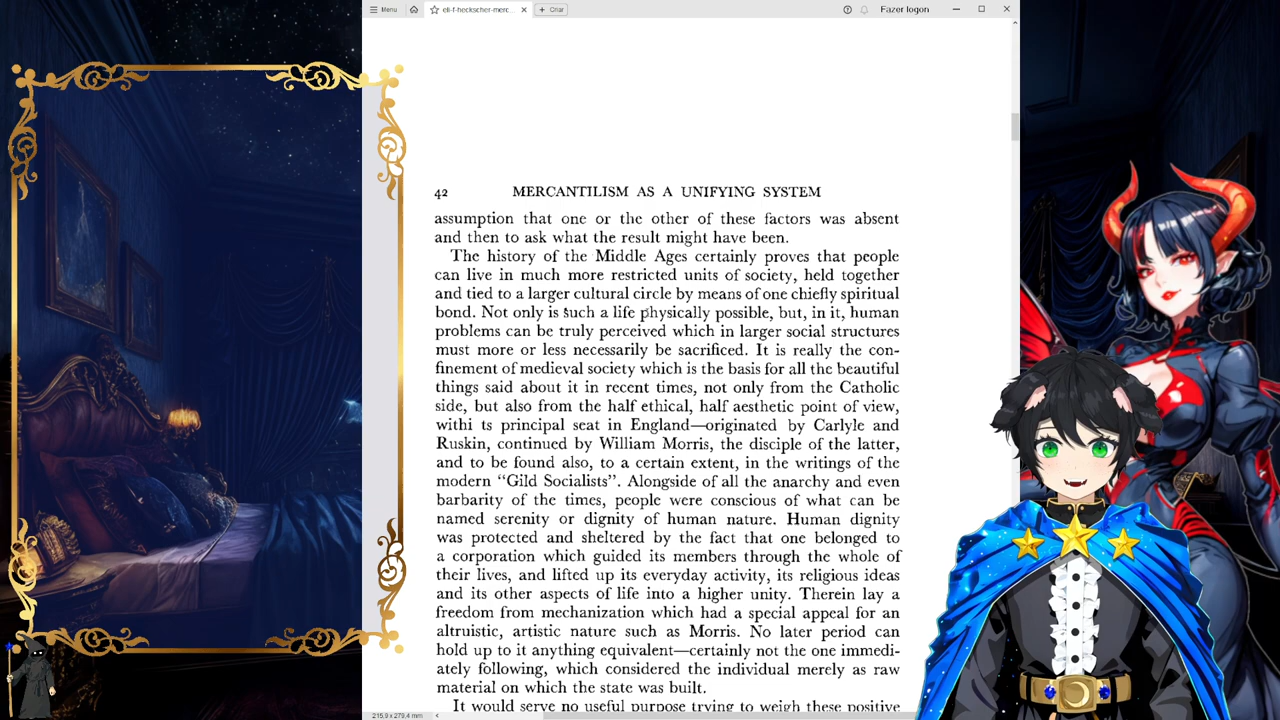 Menu
eli-f-heckscher-merc...
Criar
Fazer logon
42 MERCANTILISM AS A UNIFYING SYSTEM
assumption that one or the other of these factors was absent
and then to ask what the result might have been.
The history of the Middle Ages certainly proves that people
can live in much more restricted units of society, held together
and tied to a larger cultural circle by means of one chiefly spiritual
bond. Not only is such a life physically possible, but, in it, human
problems can be truly perceived which in larger social structures
must more or less necessarily be sacrificed. It is really the con-
finement of medieval society which is the basis for all the beautiful
things said about it in recent times, not only from the Catholic
side, but also from the half ethical, half aesthetic point of view,
withi ts principal seat in England—originated by Carlyle and
Ruskin, continued by William Morris, the disciple of the latter,
and to be found also, to a certain extent, in the writings of the
modern “Gild Socialists”. Alongside of all the anarchy and even
barbarity of the times, people were conscious of what can be
named serenity or dignity of human nature. Human dignity
was protected and sheltered by the fact that one belonged to
a corporation which guided its members through the whole of
their lives, and lifted up its everyday activity, its religious ideas
and its other aspects of life into a higher unity. Therein lay a
freedom from mechanization which had a special appeal for an
altruistic, artistic nature such as Morris. No later period can
hold up to it anything equivalent—certainly not the one immedi-
ately following, which considered the individual merely as raw
material on which the state was built.
It would serve no useful purpose trying to weigh these positive
215,9 x 279,4 mm